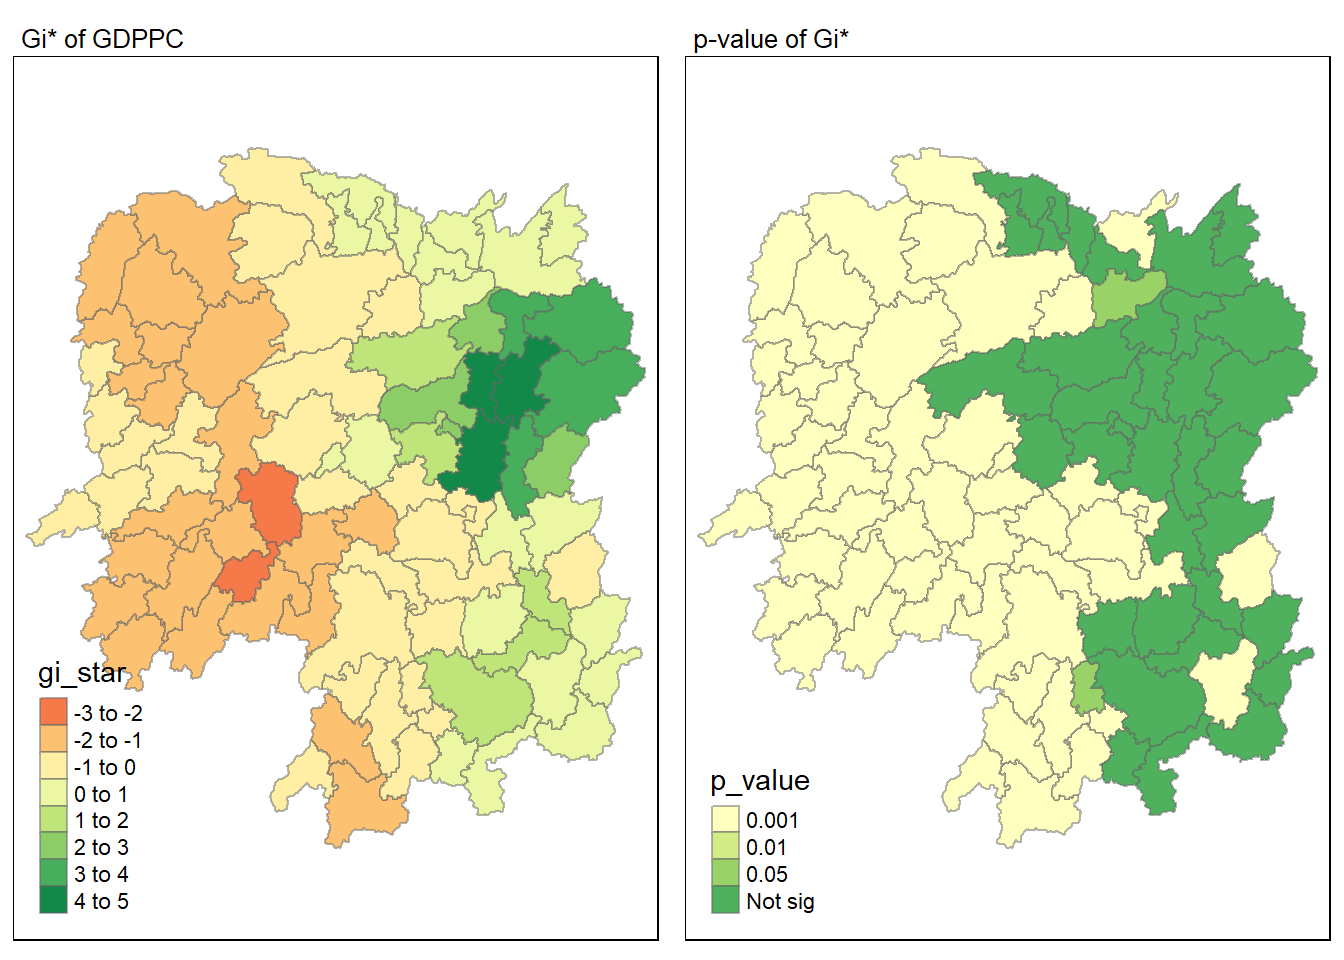 Gi* of GDPPC
gi_star
-3 to -2
-2 to -1
-1 to 0
0 to 1
1 to 2
2 to 3
3 to 4
4 to 5
p-value of Gi*
p_value
0.001
0.01
0.05
Not sig